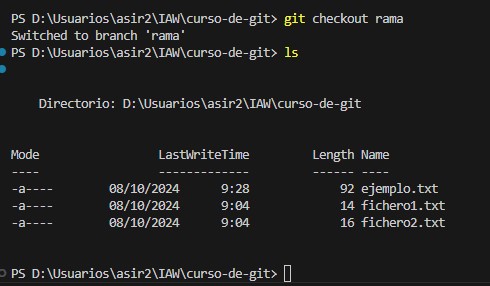 PS D:\Usuarios\asir2\IAW\curso-de-git> git checkout rama
Switched to branch 'rama'
PS D:\Usuarios\asir2\IAW\curso-de-git> ls
Directorio: D:\Usuarios\asir2\IAW\curso-de-git
Mode LastWriteTime Length Name
---- ------------- ------ ----
-a---- 08/10/2024 9:28 92 ejemplo.txt
-a---- 08/10/2024 9:04 14 fichero1.txt
-a---- 08/10/2024 9:04 16 fichero2.txt
PS D:\Usuarios\asir2\IAW\curso-de-git>